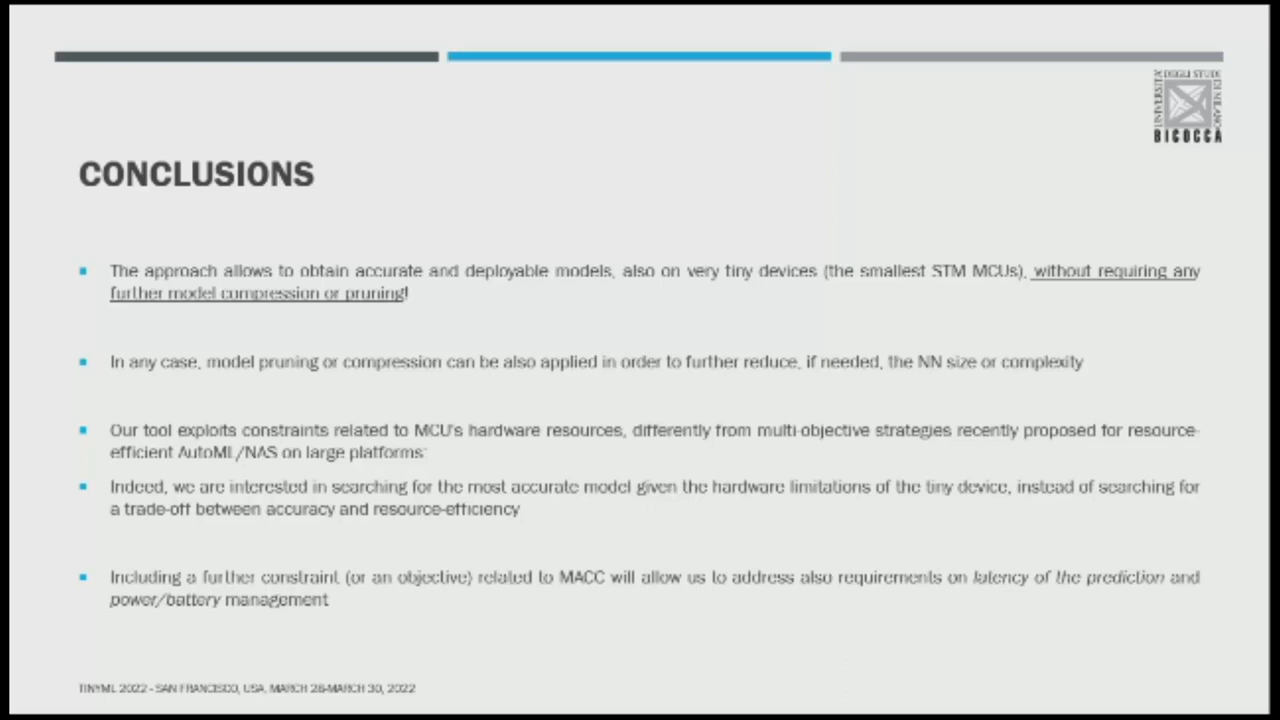 UNIVERSITÀ DEGLI STUDI DI MILANO
BICOCCA
CONCLUSIONS
The approach allows to obtain accurate and deployable models, also on very tiny devices (the smallest STM MCUs), without requiring any
further model compression or pruning!
In any case, model pruning or compression can be also applied in order to further reduce, if needed, the NN size or complexity
Our tool exploits constraints related to MCU's hardware resources, differently from multi-objective strategies recently proposed for resource-
efficient AutoML/NAS on large platforms
Indeed, we are interested in searching for the most accurate model given the hardware limitations of the tiny device, instead of searching for
a trade-off between accuracy and resource-efficiency
Including a further constraint (or an objective) related to MACC will allow us to address also requirements on latency of the prediction and
power/battery management
TINYML 2022 - SAN FRANCISCO, USA, MARCH 28-MARCH 30, 2022